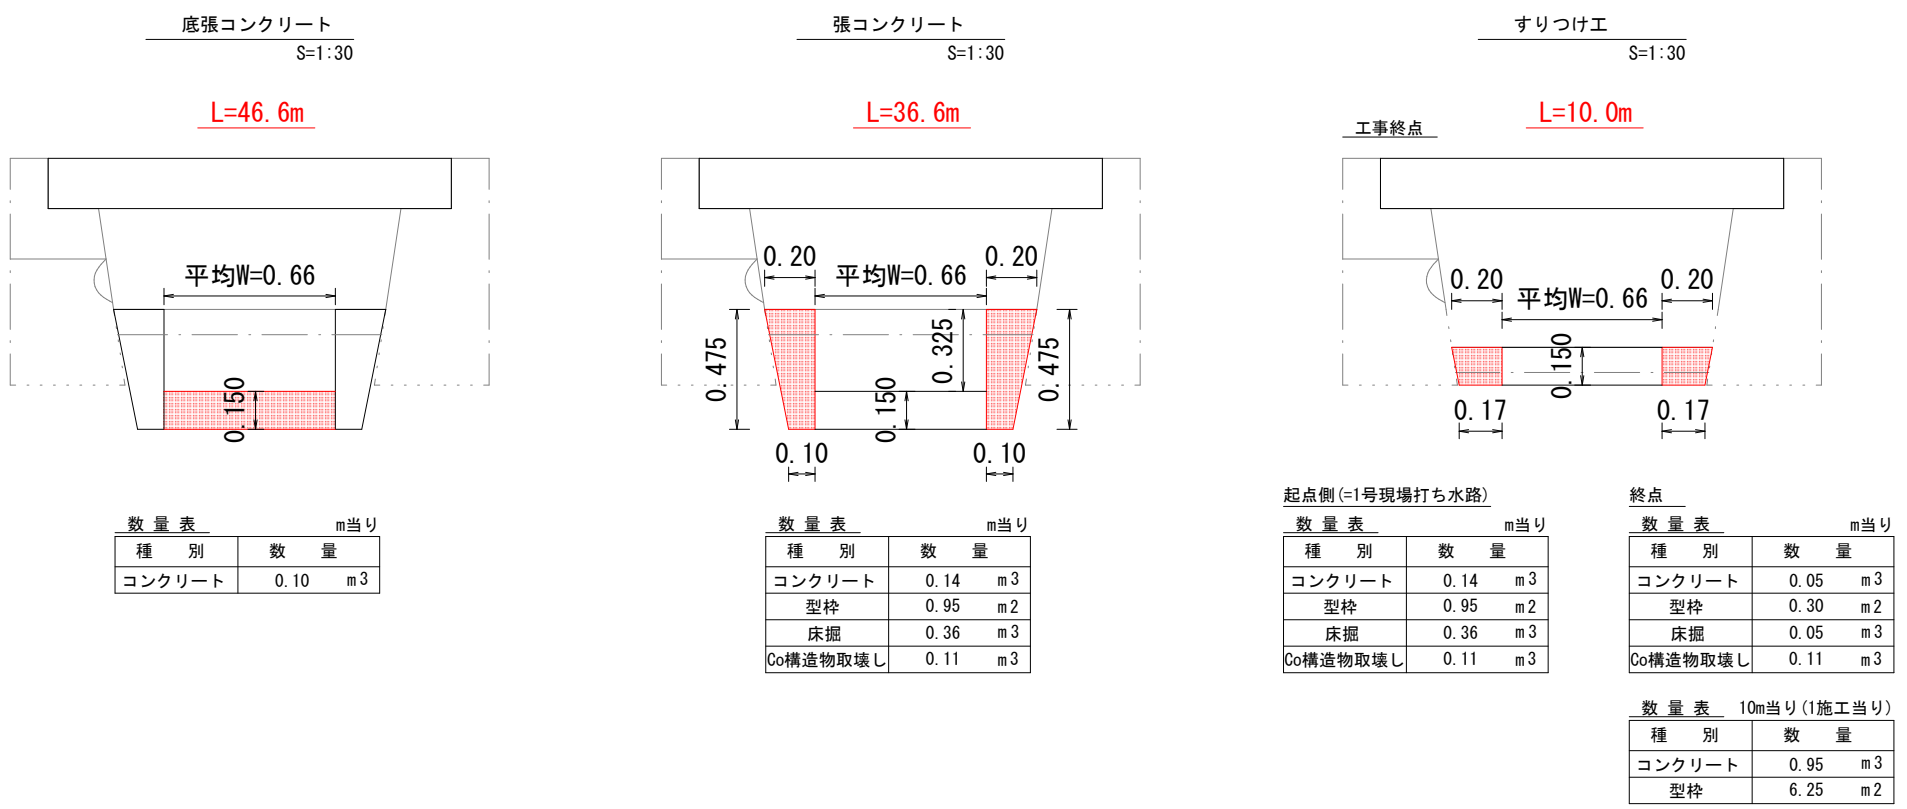 底張コンクリート
S=1:30
L=46.6m
平均W=0.66
0.150
数 量 表 m当り
種 別 数 量
コンクリート 0.10 m3
張コンクリート
S=1:30
L=36.6m
0.20 0.20
平均W=0.66
0.475 0.325 0.475
0.150
0.10 0.10
数 量 表 m当り
種 別 数 量
コンクリート 0.14 m3
型枠 0.95 m2
床掘 0.36 m3
Co構造物取壊し 0.11 m3
すりつけ工
S=1:30
L=10.0m
工事終点
0.20 0.20
平均W=0.66
0.150
0.17 0.17
起点側(=1号現場打ち水路)
数 量 表 m当り
種 別 数 量
コンクリート 0.14 m3
型枠 0.95 m2
床掘 0.36 m3
Co構造物取壊し 0.11 m3
終点
数 量 表 m当り
種 別 数 量
コンクリート 0.05 m3
型枠 0.30 m2
床掘 0.05 m3
Co構造物取壊し 0.11 m3
数 量 表 10m当り(1施工当り)
種 別 数 量
コンクリート 0.95 m3
型枠 6.25 m2